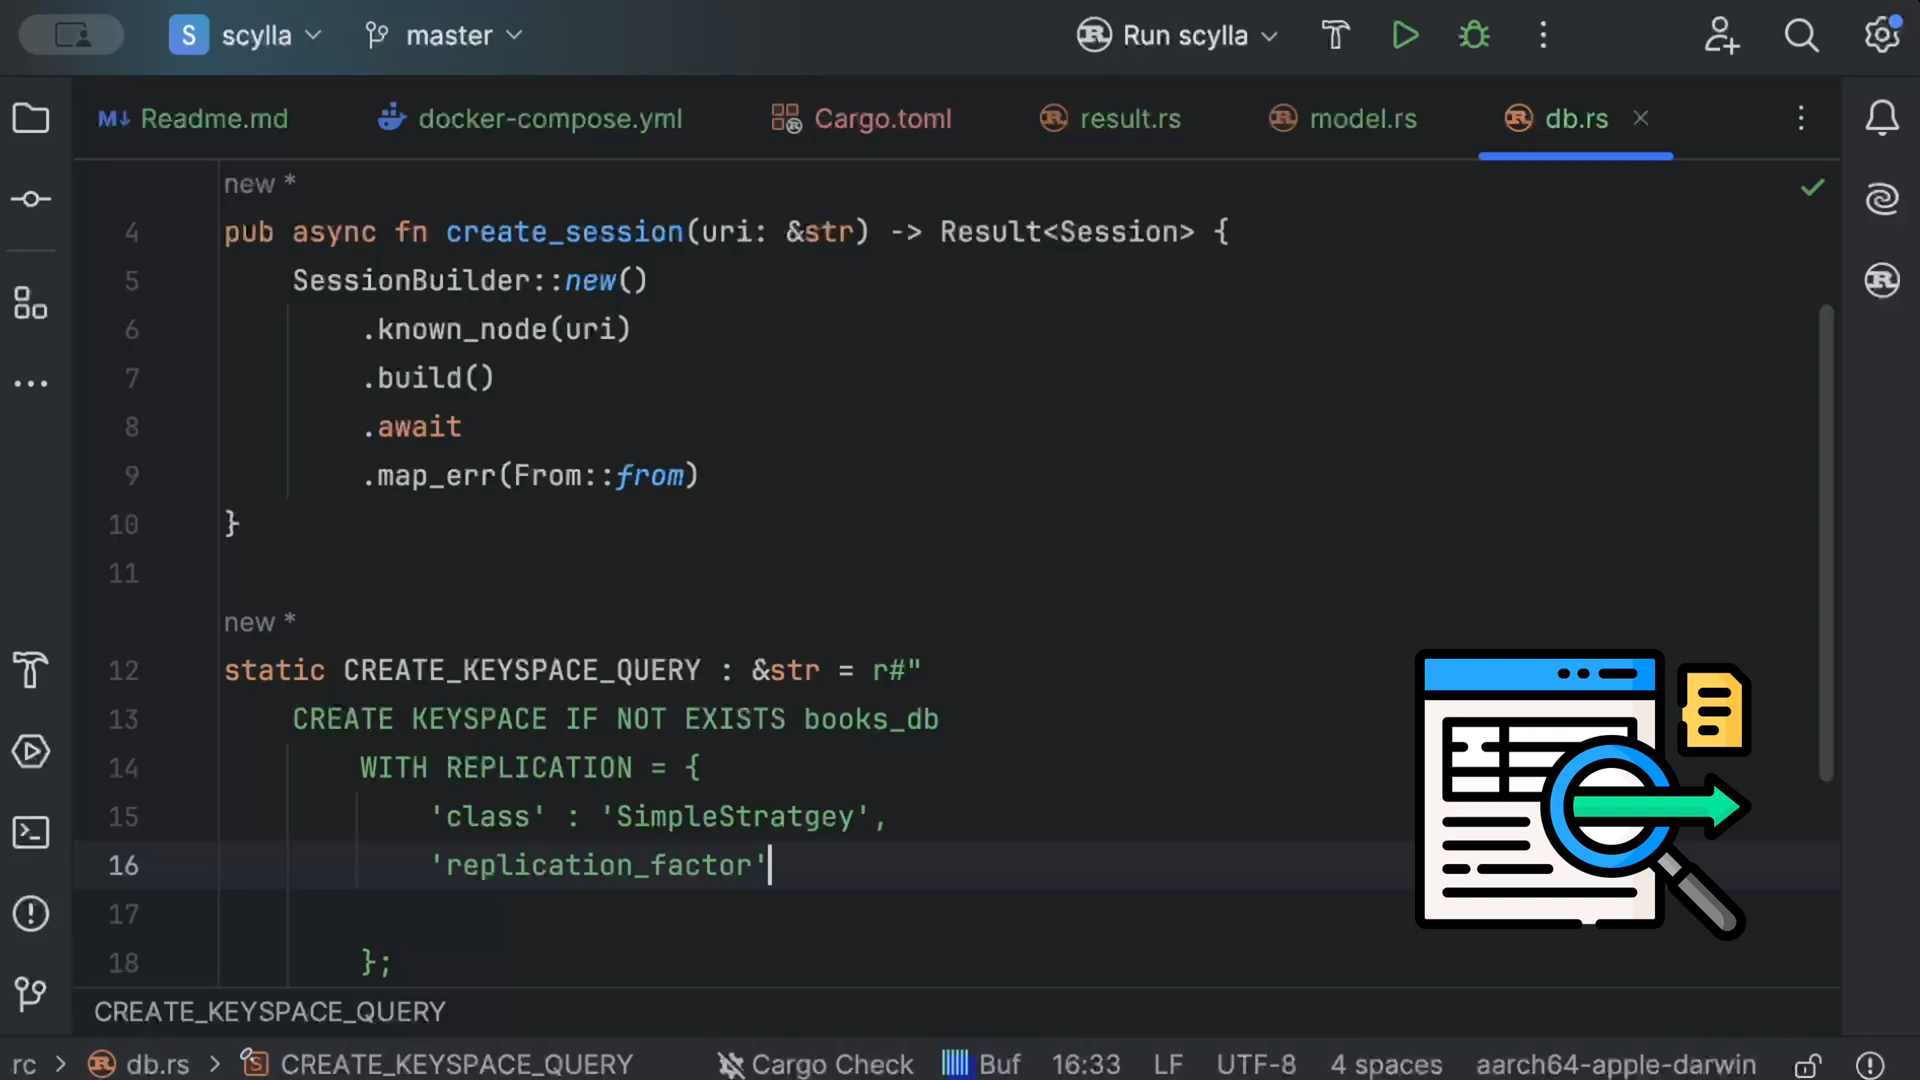 S scylla master Run scylla
M↓ Readme.md docker-compose.yml Cargo.toml result.rs model.rs db.rs
new *
4 pub async fn create_session(uri: &str) -> Result<Session> {
5 SessionBuilder::new()
6 .known_node(uri)
7 .build()
8 .await
9 .map_err(From::from)
10 }
11
new *
12 static CREATE_KEYSPACE_QUERY : &str = r#"
13 CREATE KEYSPACE IF NOT EXISTS books_db
14 WITH REPLICATION = {
15 'class' : 'SimpleStratgey',
16 'replication_factor'
17
18 };
CREATE_KEYSPACE_QUERY
rc > db.rs > CREATE_KEYSPACE_QUERY Cargo Check Buf 16:33 LF UTF-8 4 spaces aarch64-apple-darwin